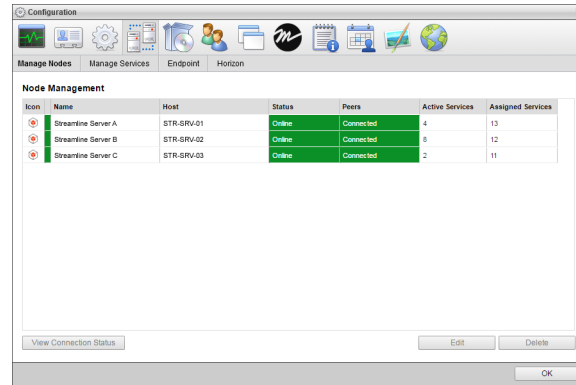 Configuration
Manage Nodes Manage Services Endpoint Horizon
Node Management
Icon Name Host Status Peers Active Services Assigned Services
Streamline Server A STR-SRV-01 Online Connected 4 13
Streamline Server B STR-SRV-02 Online Connected 8 12
Streamline Server C STR-SRV-03 Online Connected 2 11
View Connection Status Edit Delete
OK